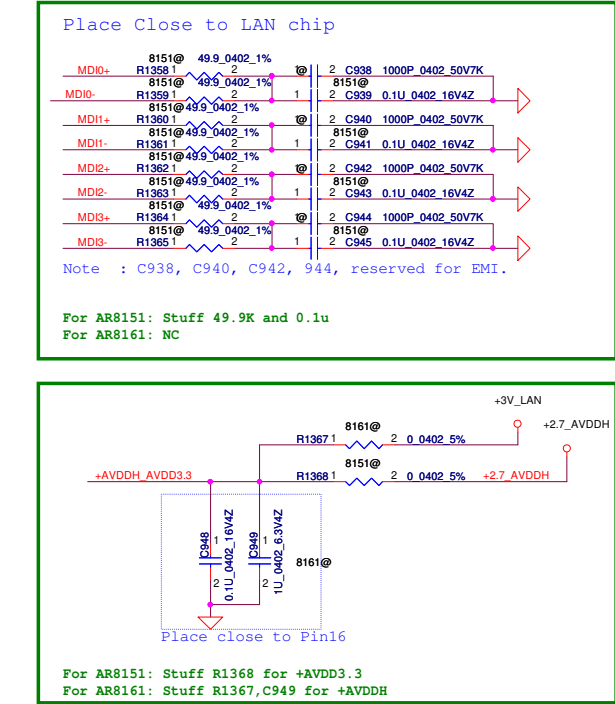 Place Close to LAN chip
8151@ 49.9_0402_1%
MDI0+ R1358 1 2 1 @ 2 C938 1000P_0402_50V7K
8151@ 49.9_0402_1% 8151@
MDI0- R1359 1 2 1 2 C939 0.1U_0402_16V4Z
8151@ 49.9_0402_1%
MDI1+ R1360 1 2 1 @ 2 C940 1000P_0402_50V7K
8151@ 49.9_0402_1% 8151@
MDI1- R1361 1 2 1 2 C941 0.1U_0402_16V4Z
8151@ 49.9_0402_1%
MDI2+ R1362 1 2 1 @ 2 C942 1000P_0402_50V7K
8151@ 49.9_0402_1% 8151@
MDI2- R1363 1 2 1 2 C943 0.1U_0402_16V4Z
8151@ 49.9_0402_1%
MDI3+ R1364 1 2 1 @ 2 C944 1000P_0402_50V7K
8151@ 49.9_0402_1% 8151@
MDI3- R1365 1 2 1 2 C945 0.1U_0402_16V4Z
Note : C938, C940, C942, 944, reserved for EMI.
For AR8151: Stuff 49.9K and 0.1u
For AR8161: NC
+3V_LAN
+2.7_AVDDH
8161@
R1367 1 2 0_0402_5%
8151@
+AVDDH_AVDD3.3 R1368 1 2 0_0402_5% +2.7_AVDDH
C948 1 2 0.1U_0402_16V4Z
C949 1 2 1U_0402_6.3V4Z
8161@
Place close to Pin16
For AR8151: Stuff R1368 for +AVDD3.3
For AR8161: Stuff R1367,C949 for +AVDDH